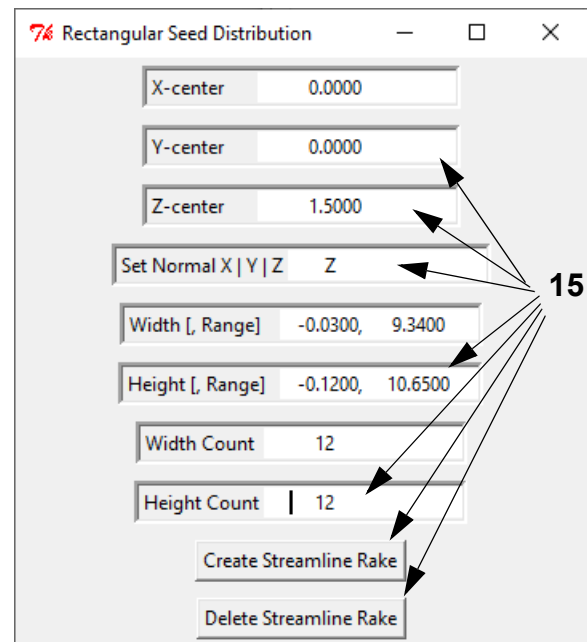 Rectangular Seed Distribution
X-center 0.0000
Y-center 0.0000
Z-center 1.5000
Set Normal X | Y | Z Z
15
Width [, Range] -0.0300, 9.3400
Height [, Range] -0.1200, 10.6500
Width Count 12
Height Count 12
Create Streamline Rake
Delete Streamline Rake